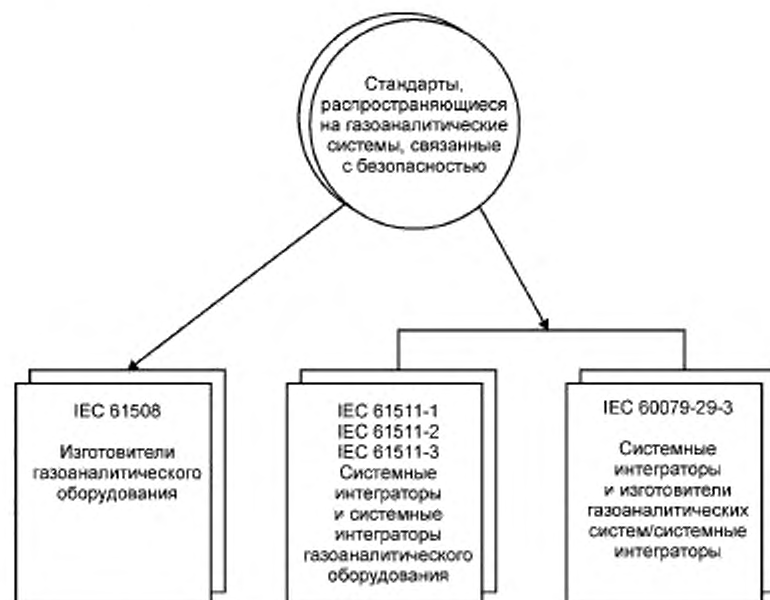 Стандарты,
распространяющиеся
на газоаналитические
системы, связанные
с безопасностью
IEC 61508
Изготовители
газоаналитического
оборудования
IEC 61511-1
IEC 61511-2
IEC 61511-3
Системные
интеграторы
и системные
интеграторы
газоаналитического
оборудования
IEC 60079-29-3
Системные
интеграторы
и изготовители
газоаналитических
систем/системные
интеграторы